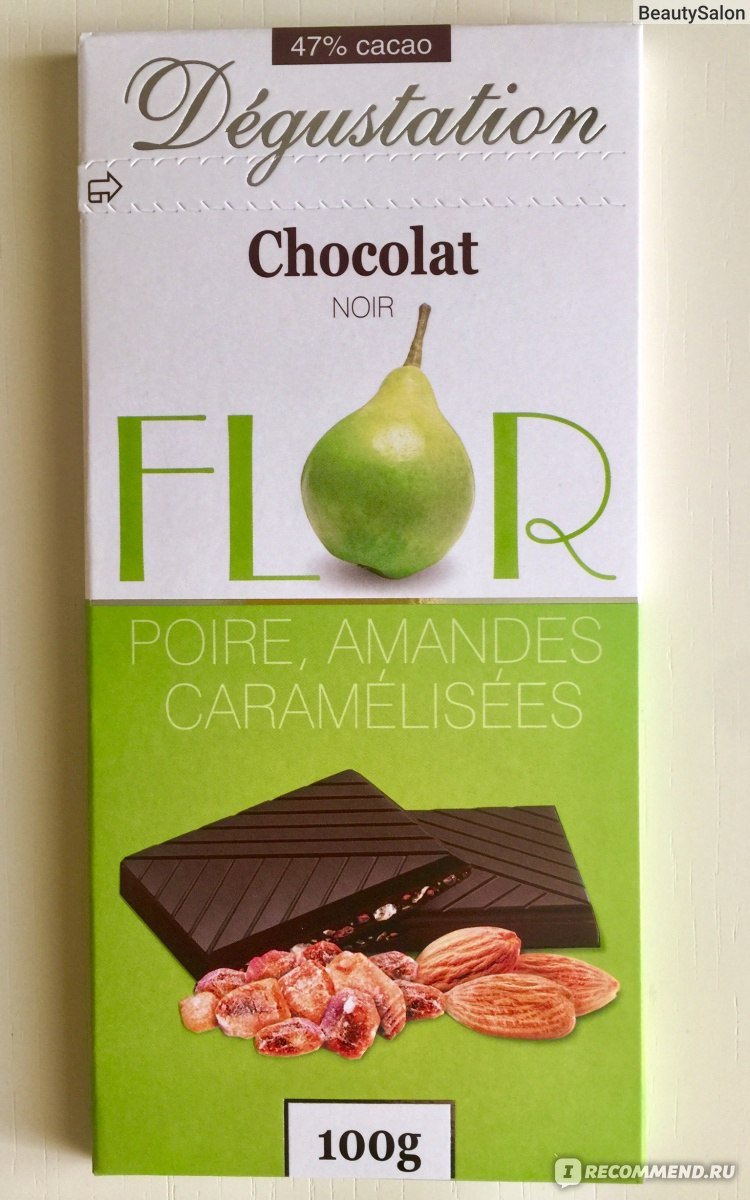 BeautySalon
47% cacao
Dégustation
Chocolat
NOIR
FLOR
POIRE, AMANDES
CARAMÉLISÉES
100g
I RECOMMEND.RU